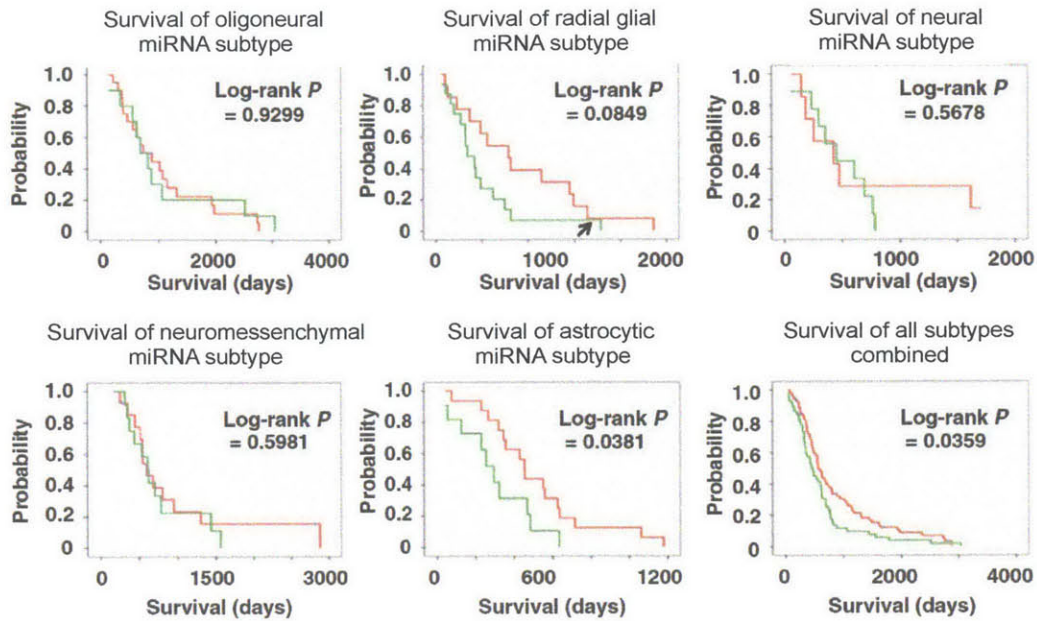 Survival of oligoneural
miRNA subtype
Log-rank P
= 0.9299
Probability
1.0
0.8
0.6
0.4
0.2
0
0 2000 4000
Survival (days)
Survival of radial glial
miRNA subtype
Log-rank P
= 0.0849
Probability
1.0
0.8
0.6
0.4
0.2
0
0 1000 2000
Survival (days)
Survival of neural
miRNA subtype
Log-rank P
= 0.5678
Probability
1.0
0.8
0.6
0.4
0.2
0
0 1000 2000
Survival (days)
Survival of neuromessenchymal
miRNA subtype
Log-rank P
= 0.5981
Probability
1.0
0.8
0.6
0.4
0.2
0
0 1500 3000
Survival (days)
Survival of astrocytic
miRNA subtype
Log-rank P
= 0.0381
Probability
1.0
0.8
0.6
0.4
0.2
0
0 600 1200
Survival (days)
Survival of all subtypes
combined
Log-rank P
= 0.0359
Probability
1.0
0.8
0.6
0.4
0.2
0
0 2000 4000
Survival (days)